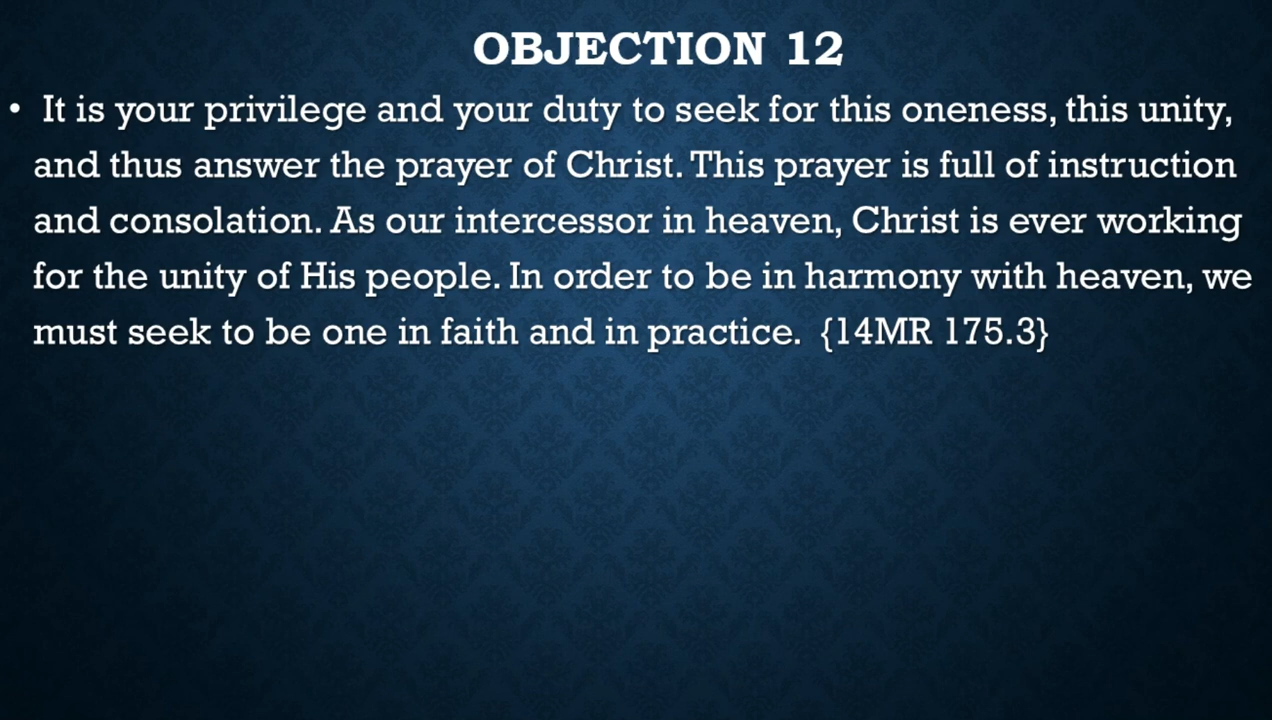 OBJECTION 12
• It is your privilege and your duty to seek for this oneness, this unity,
and thus answer the prayer of Christ. This prayer is full of instruction
and consolation. As our intercessor in heaven, Christ is ever working
for the unity of His people. In order to be in harmony with heaven, we
must seek to be one in faith and in practice. {14MR 175.3}